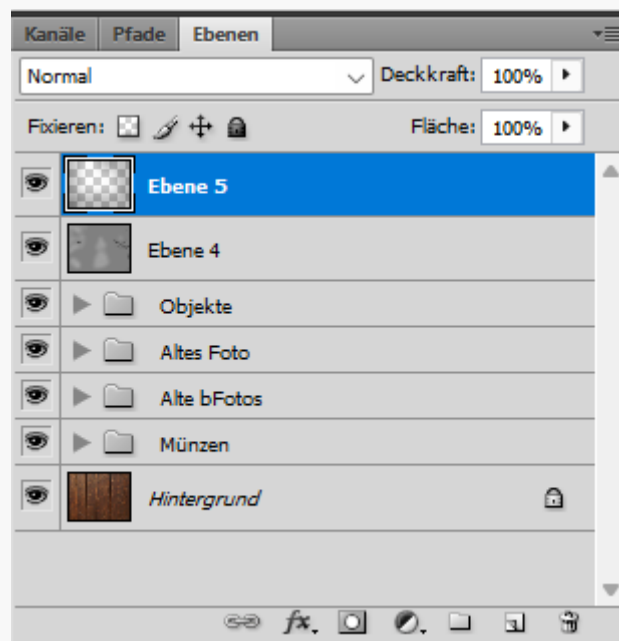 Kanäle Pfade Ebenen
Normal Deckkraft: 100%
Fixieren: Fläche: 100%
Ebene 5
Ebene 4
Objekte
Altes Foto
Alte bFotos
Münzen
Hintergrund
fx.